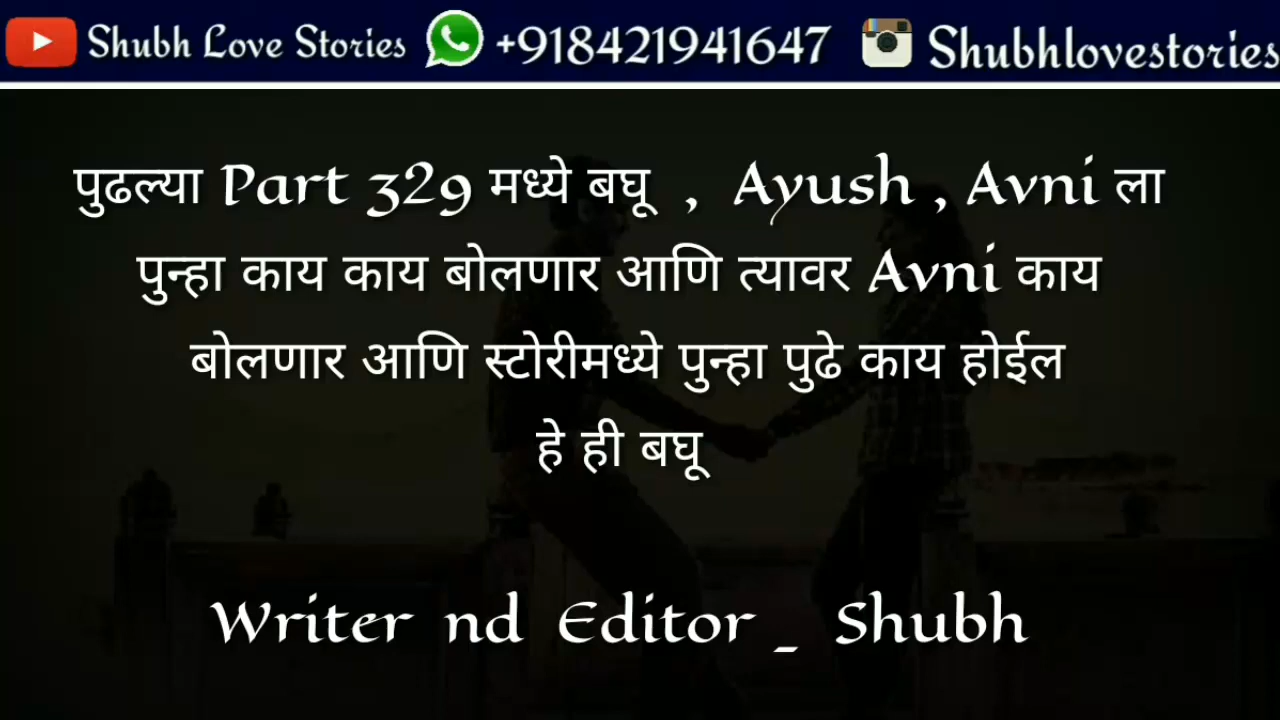 Shubh Love Stories +918421941647 Shubhlovestories
पुढल्या Part 329 मध्ये बघू , Ayush , Avni ला
पुन्हा काय काय बोलणार आणि त्यावर Avni काय
बोलणार आणि स्टोरीमध्ये पुन्हा पुढे काय होईल
हे ही बघू
Writer nd Editor _ Shubh